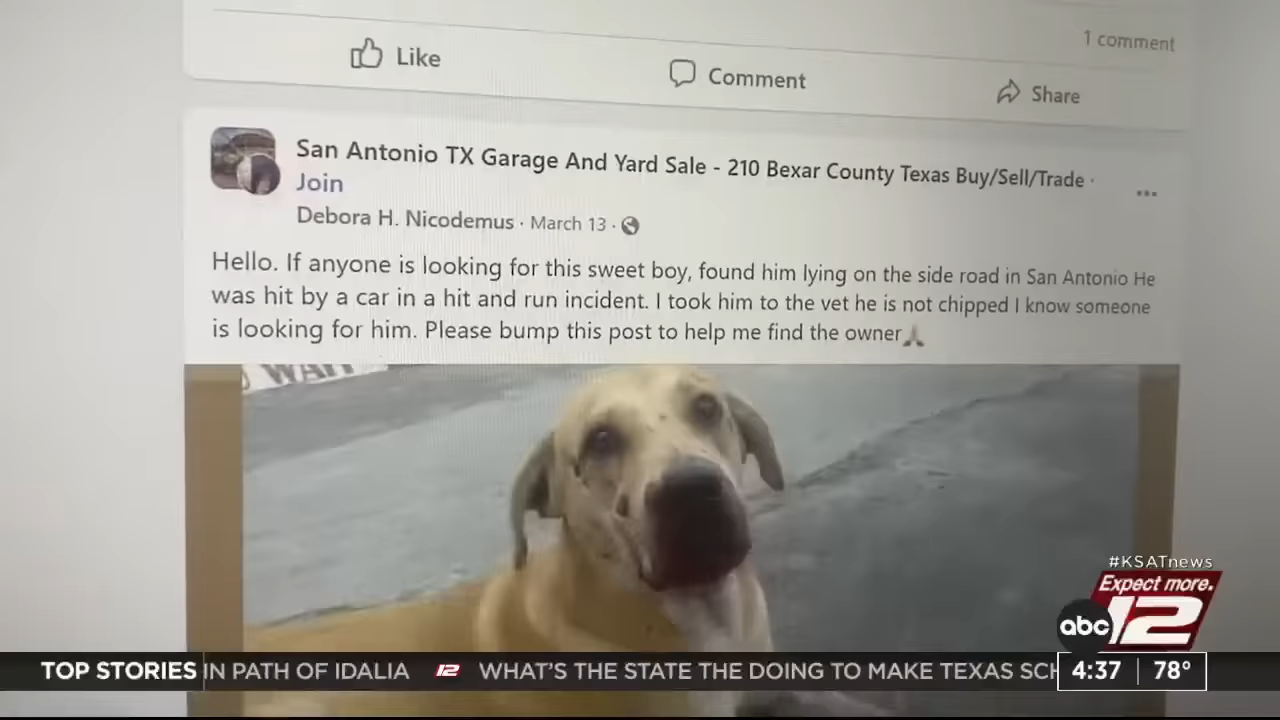 1 comment
Like
Comment
Share
San Antonio TX Garage And Yard Sale - 210 Bexar County Texas Buy/Sell/Trade ·
Join
Debora H. Nicodemus · March 13 ·
Hello. If anyone is looking for this sweet boy, found him lying on the side road in San Antonio He
was hit by a car in a hit and run incident. I took him to the vet he is not chipped I know someone
is looking for him. Please bump this post to help me find the owner🙏
#KSATnews
Expect more.
abc 12
TOP STORIES IN PATH OF IDALIA 12 WHAT'S THE STATE THE DOING TO MAKE TEXAS SCH 4:37 78°